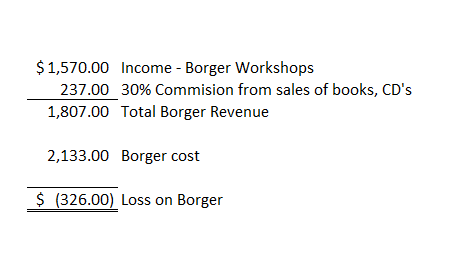 $1,570.00 Income - Borger Workshops
237.00 30% Commision from sales of books, CD's
1,807.00 Total Borger Revenue
2,133.00 Borger cost
$ (326.00) Loss on Borger